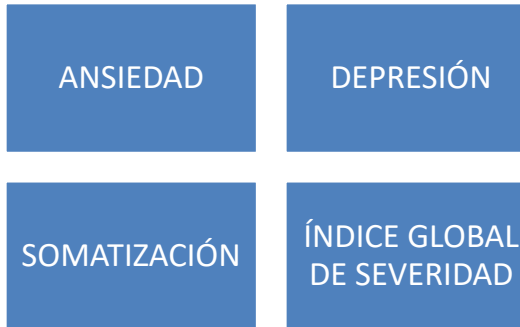 ANSIEDAD
DEPRESIÓN
SOMATIZACIÓN
ÍNDICE GLOBAL
DE SEVERIDAD